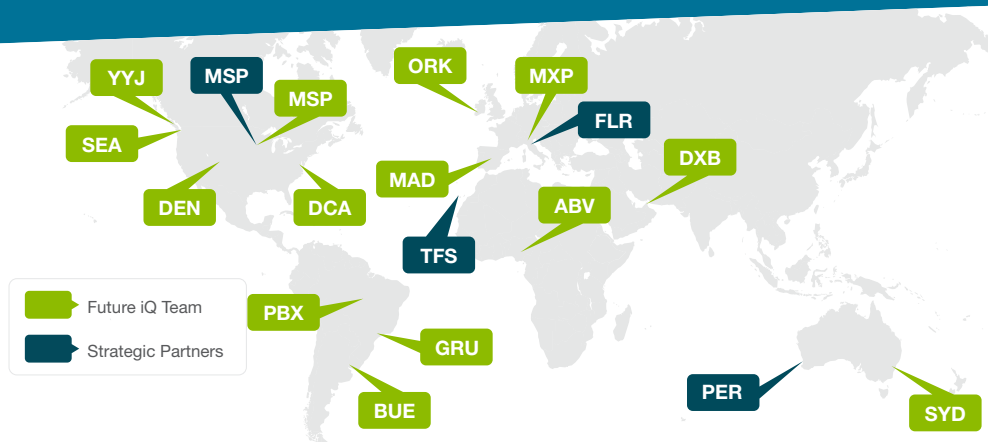 YYJ
MSP
ORK
MXP
MSP
FLR
SEA
DXB
MAD
DEN
DCA
ABV
TFS
Future iQ Team
PBX
Strategic Partners
GRU
PER
BUE
SYD